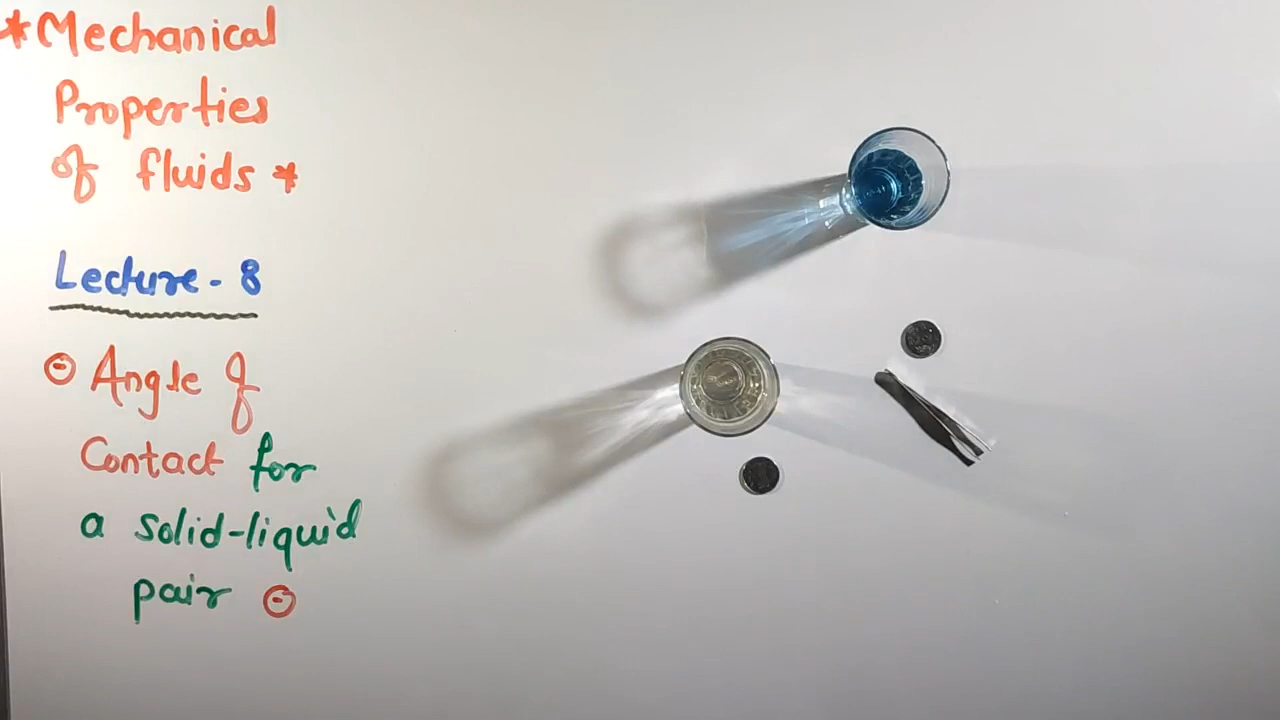 *Mechanical
Properties
of fluids*
Lecture-8
⊙ Angle of
Contact for
a solid-liquid
pair ⊙